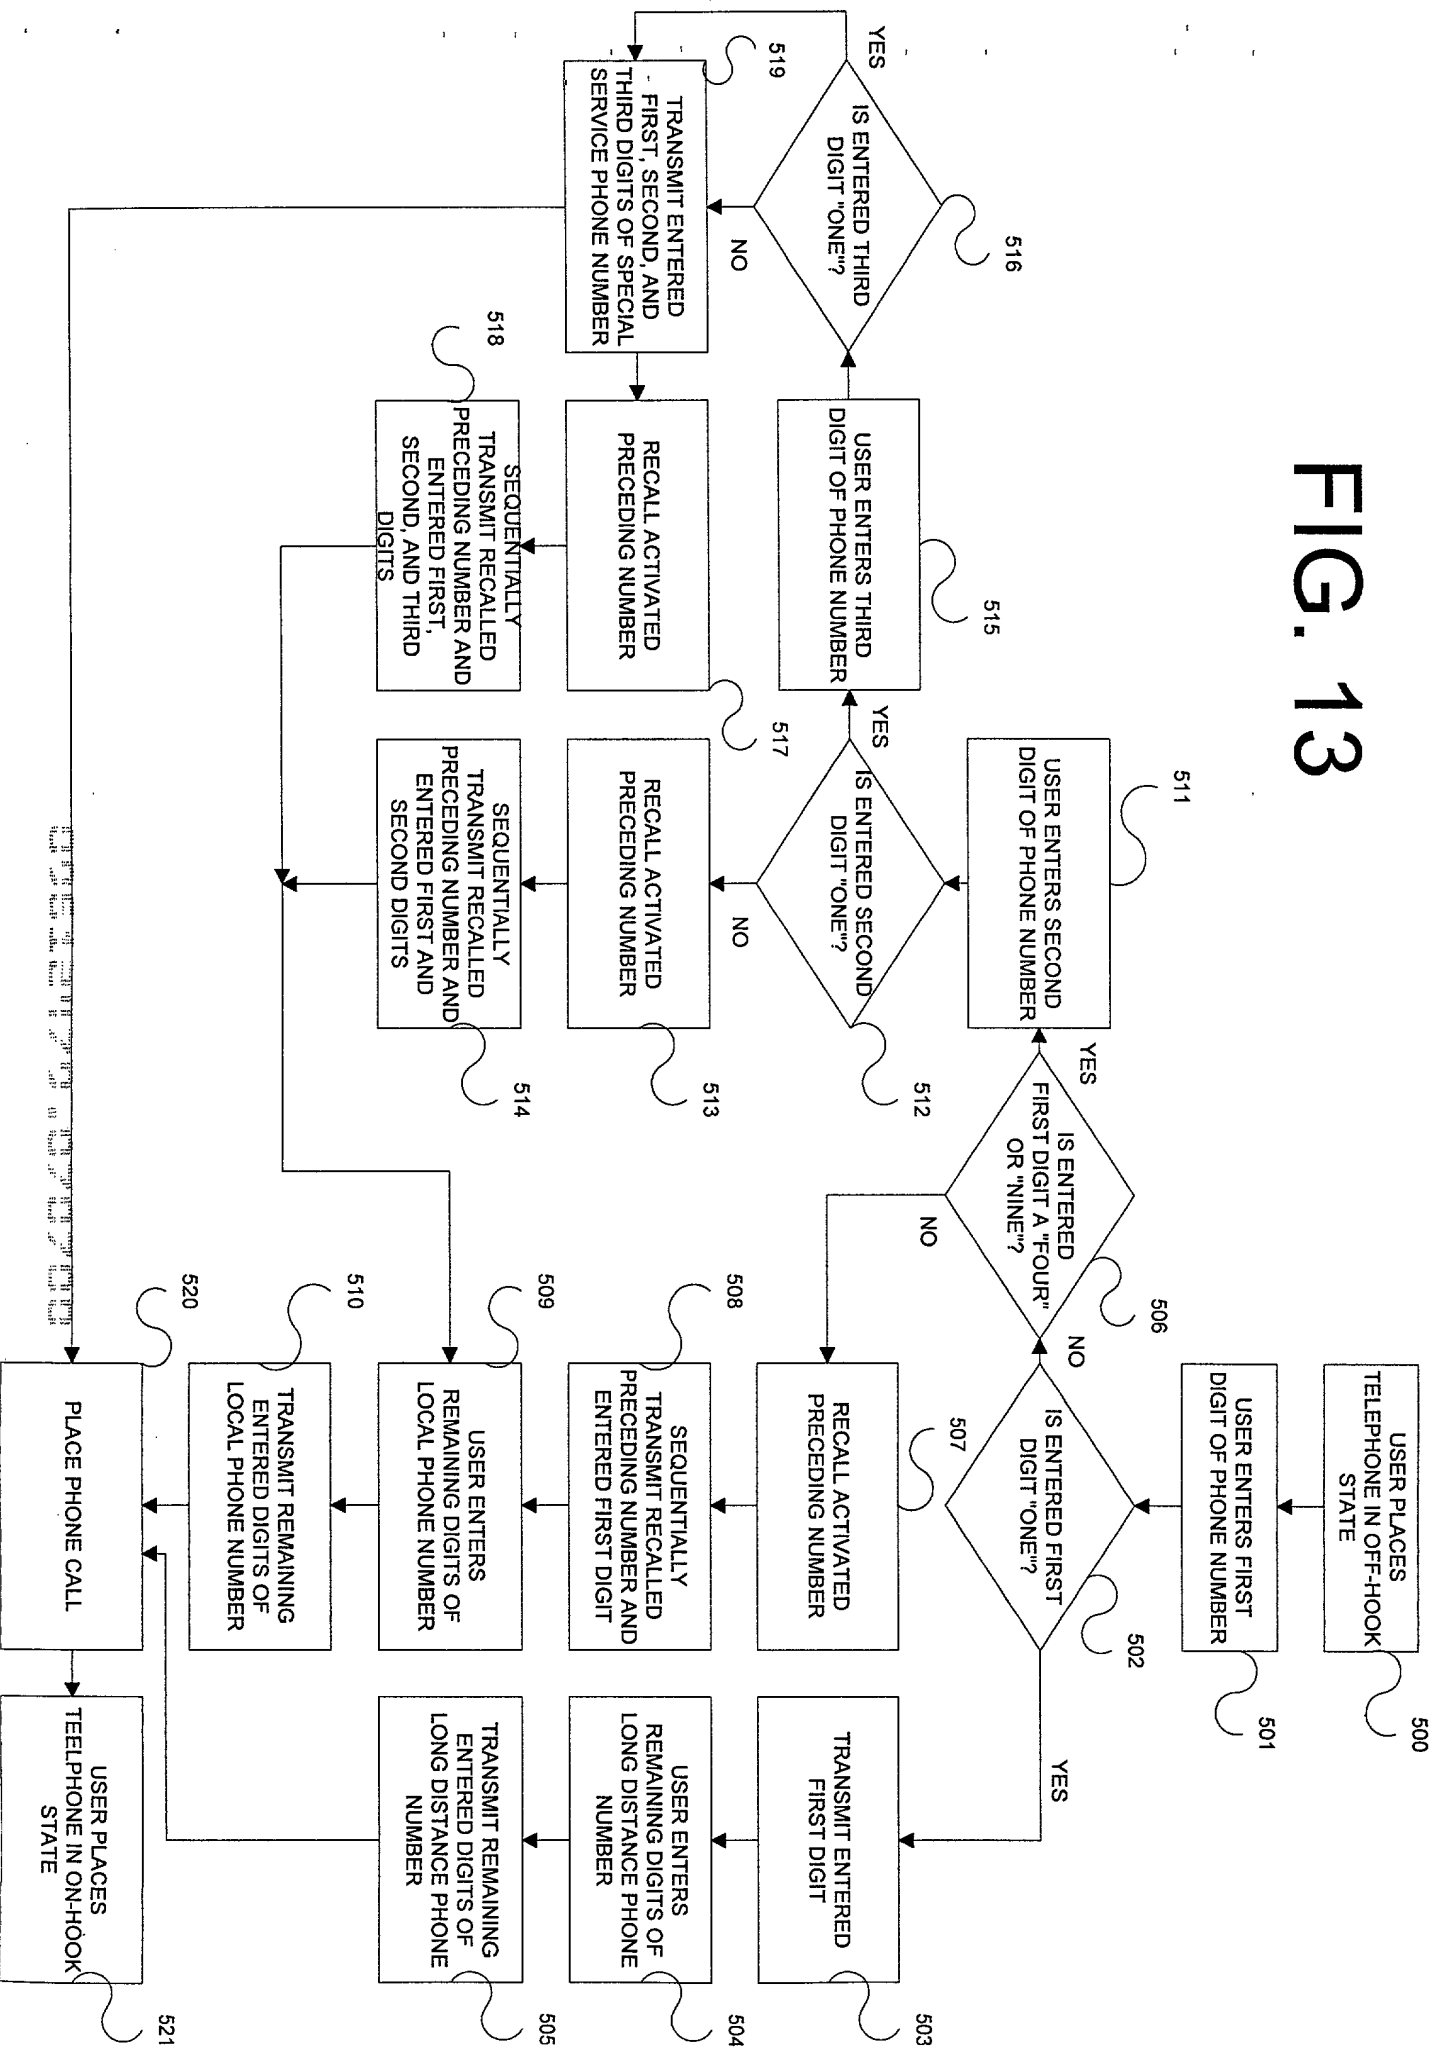 FIG. 13
USER PLACES
TELEPHONE IN OFF-HOOK
STATE
500
USER ENTERS FIRST
DIGIT OF PHONE NUMBER
501
IS ENTERED FIRST
DIGIT "ONE"?
502
NO
YES
IS ENTERED
FIRST DIGIT A "FOUR"
OR "NINE"?
506
YES
NO
USER ENTERS SECOND
DIGIT OF PHONE NUMBER
511
IS ENTERED SECOND
DIGIT "ONE"?
512
YES
NO
USER ENTERS THIRD
DIGIT OF PHONE NUMBER
515
IS ENTERED THIRD
DIGIT "ONE"?
516
YES
NO
TRANSMIT ENTERED
FIRST, SECOND, AND
THIRD DIGITS OF SPECIAL
SERVICE PHONE NUMBER
519
RECALL ACTIVATED
PRECEDING NUMBER
517
SEQUENTIALLY
TRANSMIT RECALLED
PRECEDING NUMBER AND
ENTERED FIRST,
SECOND, AND THIRD
DIGITS
518
RECALL ACTIVATED
PRECEDING NUMBER
513
SEQUENTIALLY
TRANSMIT RECALLED
PRECEDING NUMBER AND
ENTERED FIRST AND
SECOND DIGITS
514
RECALL ACTIVATED
PRECEDING NUMBER
507
SEQUENTIALLY
TRANSMIT RECALLED
PRECEDING NUMBER AND
ENTERED FIRST DIGIT
508
USER ENTERS
REMAINING DIGITS OF
LOCAL PHONE NUMBER
509
TRANSMIT REMAINING
ENTERED DIGITS OF
LOCAL PHONE NUMBER
510
TRANSMIT ENTERED
FIRST DIGIT
503
USER ENTERS
REMAINING DIGITS OF
LONG DISTANCE PHONE
NUMBER
504
TRANSMIT REMAINING
ENTERED DIGITS OF
LONG DISTANCE PHONE
NUMBER
505
PLACE PHONE CALL
520
USER PLACES
TEELPHONE IN ON-HOOK
STATE
521